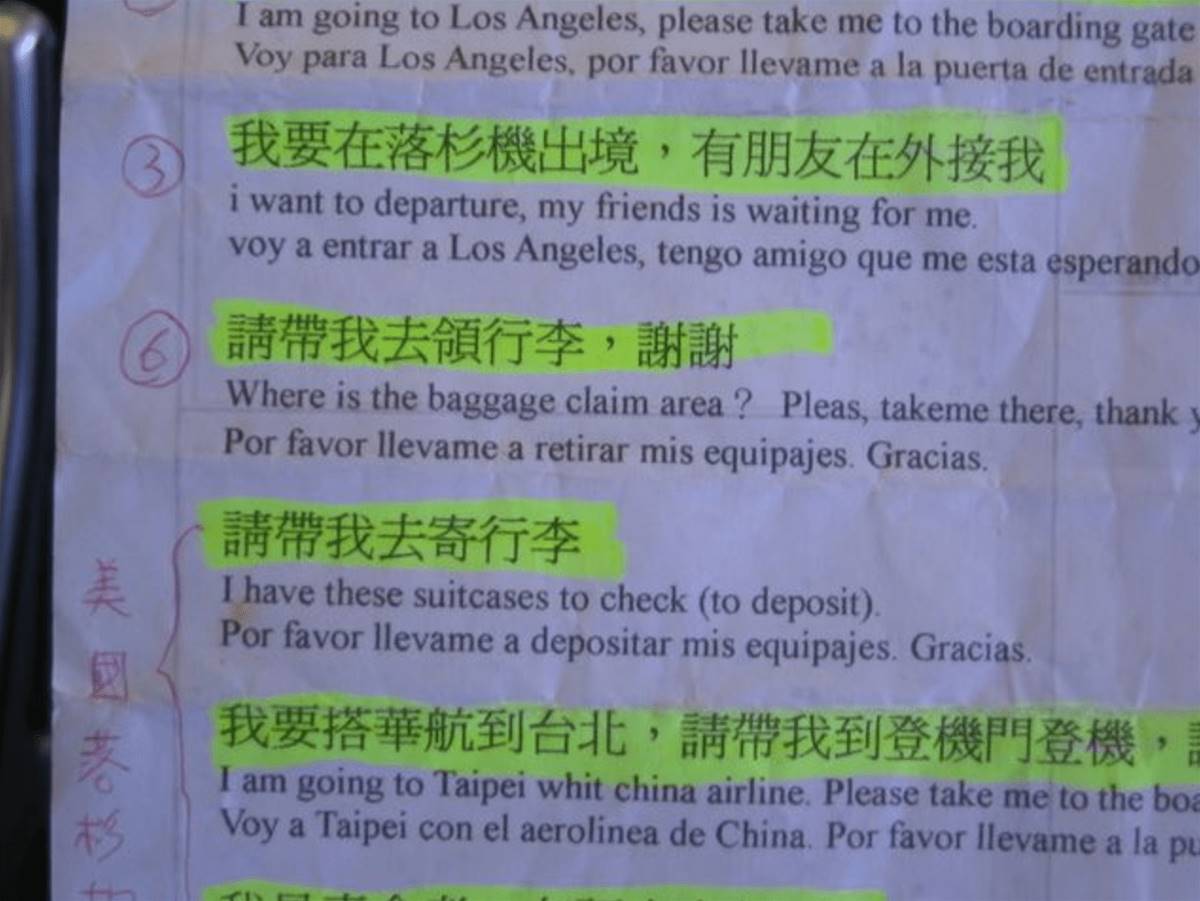 I am going to Los Angeles, please take me to the boarding gate
Voy para Los Angeles, por favor llevame a la puerta de entrada
③
我要在落杉機出境，有朋友在外接我
i want to departure, my friends is waiting for me.
voy a entrar a Los Angeles, tengo amigo que me esta esperando
⑥
請帶我去領行李，謝謝
Where is the baggage claim area？ Pleas, takeme there, thank y
Por favor llevame a retirar mis equipajes. Gracias.
請帶我去寄行李
I have these suitcases to check (to deposit).
Por favor llevame a depositar mis equipajes. Gracias.
美國落杉
我要搭華航到台北，請帶我到登機門登機，
I am going to Taipei whit china airline. Please take me to the boa
Voy a Taipei con el aerolinea de China. Por favor llevame a la pu